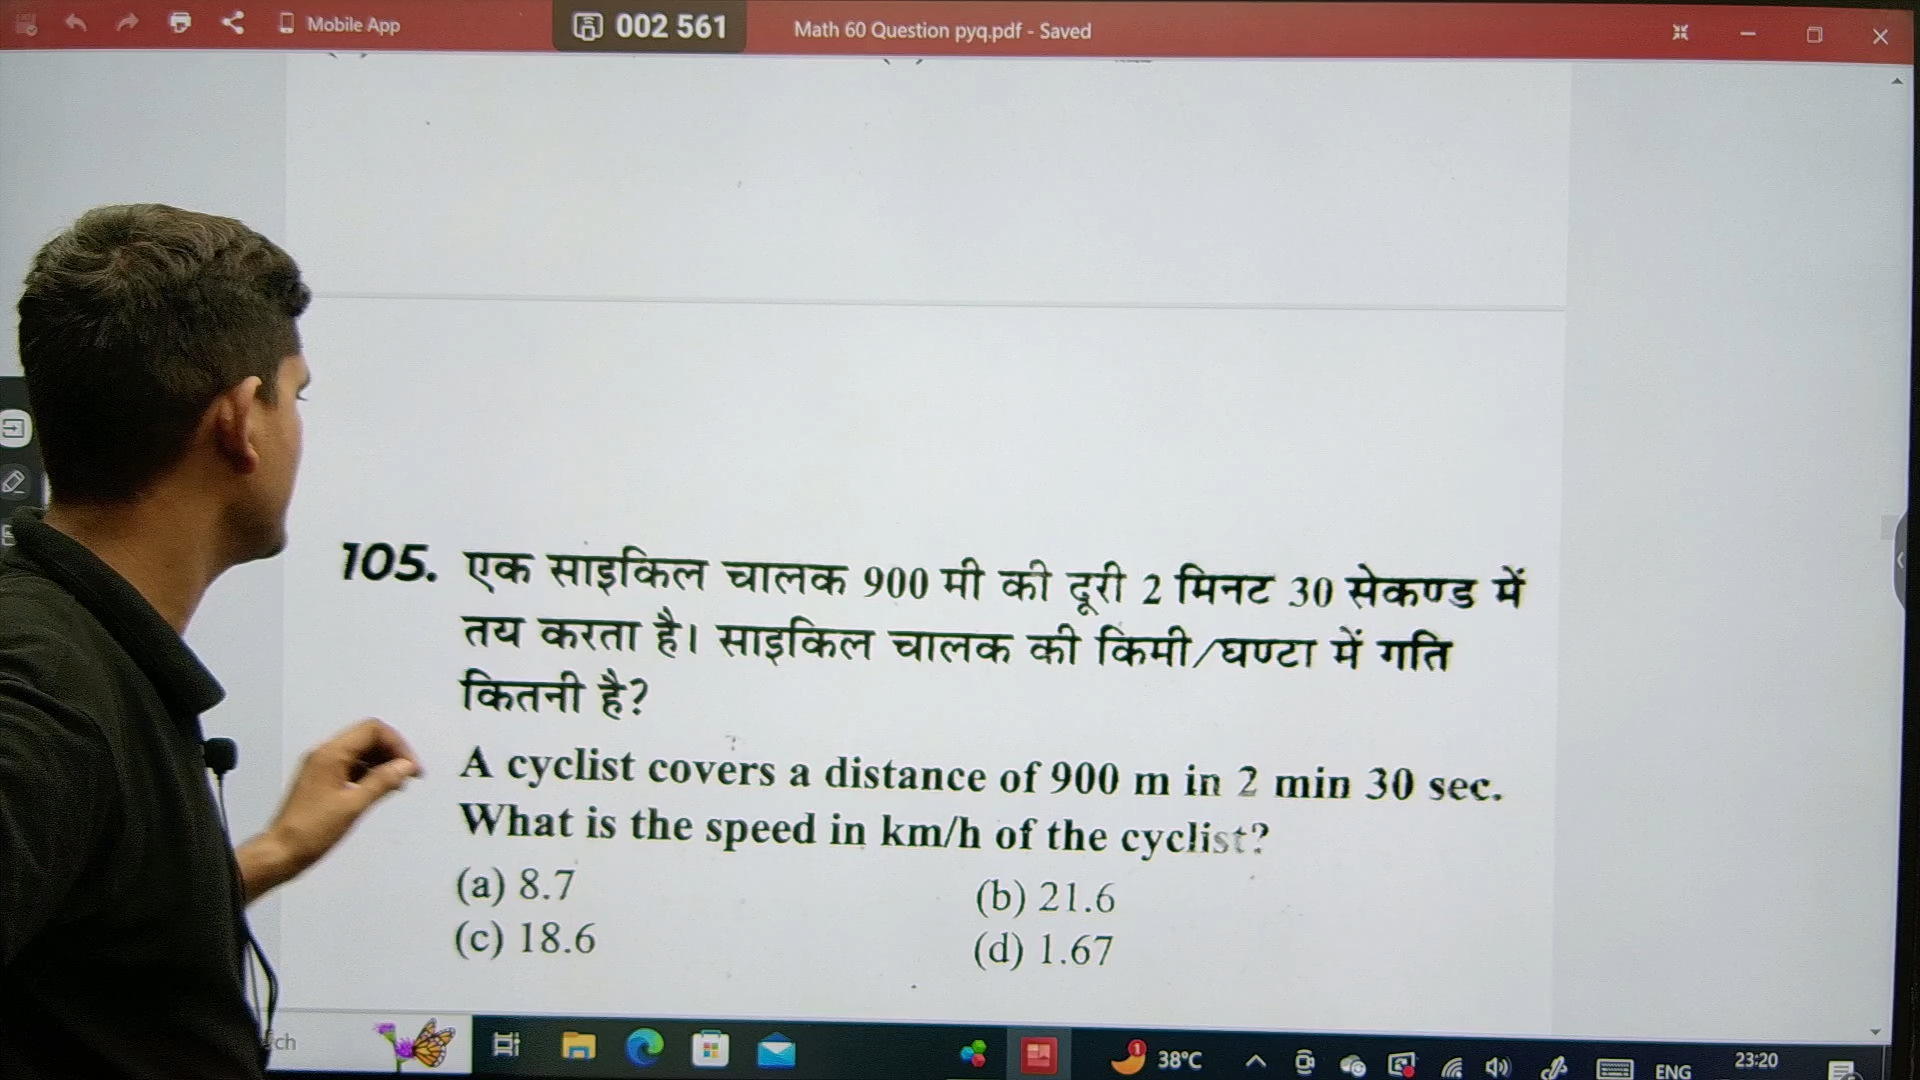 Mobile App
002 561
Math 60 Question pyq.pdf - Saved
105. एक साइकिल चालक 900 मी की दूरी 2 मिनट 30 सेकण्ड में
तय करता है। साइकिल चालक की किमी/घण्टा में गति
कितनी है?
A cyclist covers a distance of 900 m in 2 min 30 sec.
What is the speed in km/h of the cyclist?
(a) 8.7 (b) 21.6
(c) 18.6 (d) 1.67
ch
1
38°C
ENG
23:20